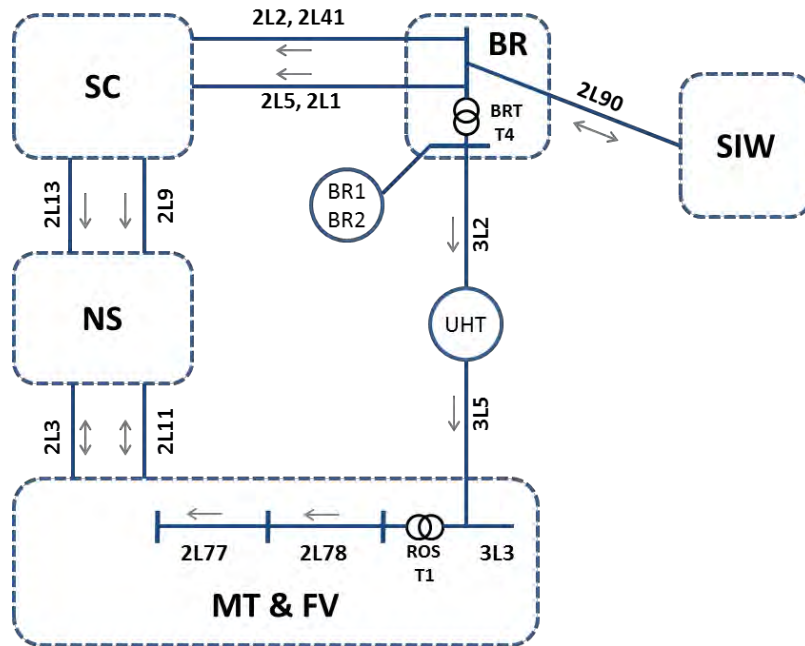 2L2, 2L41
BR
SC
2L5, 2L1
BRT
T4
2L90
SIW
BR1
BR2
2L13
2L9
3L2
NS
UHT
2L3
2L11
3L5
2L77
2L78
ROS
T1
3L3
MT & FV